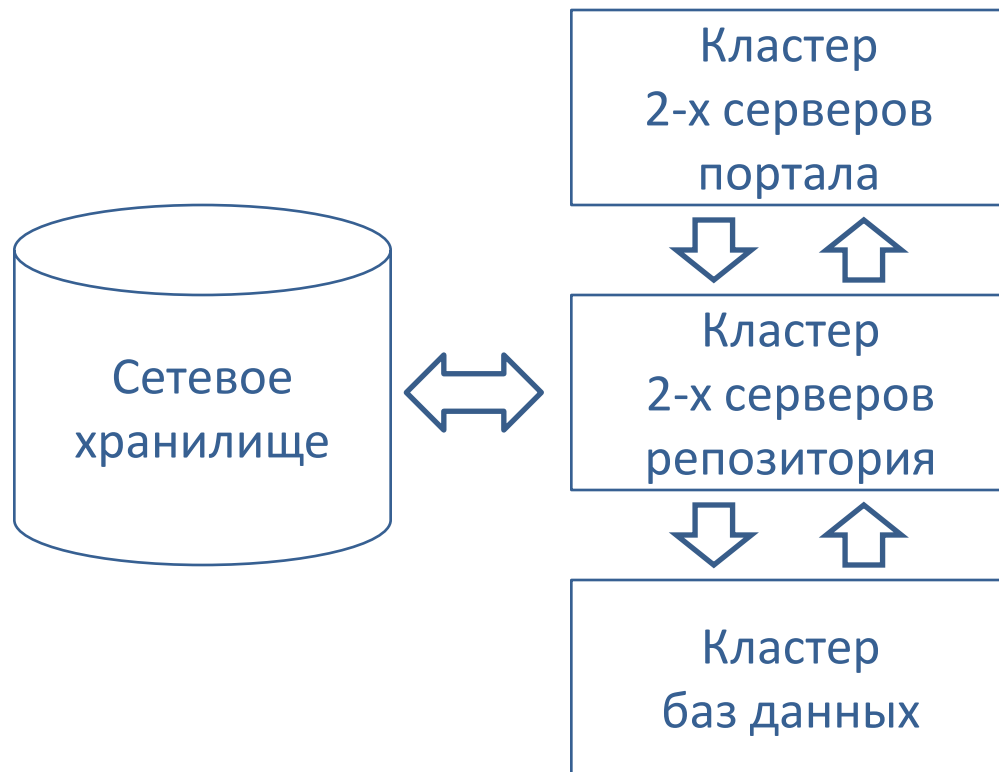 Кластер
2-х серверов
портала
Сетевое
хранилище
Кластер
2-х серверов
репозитория
Кластер
баз данных